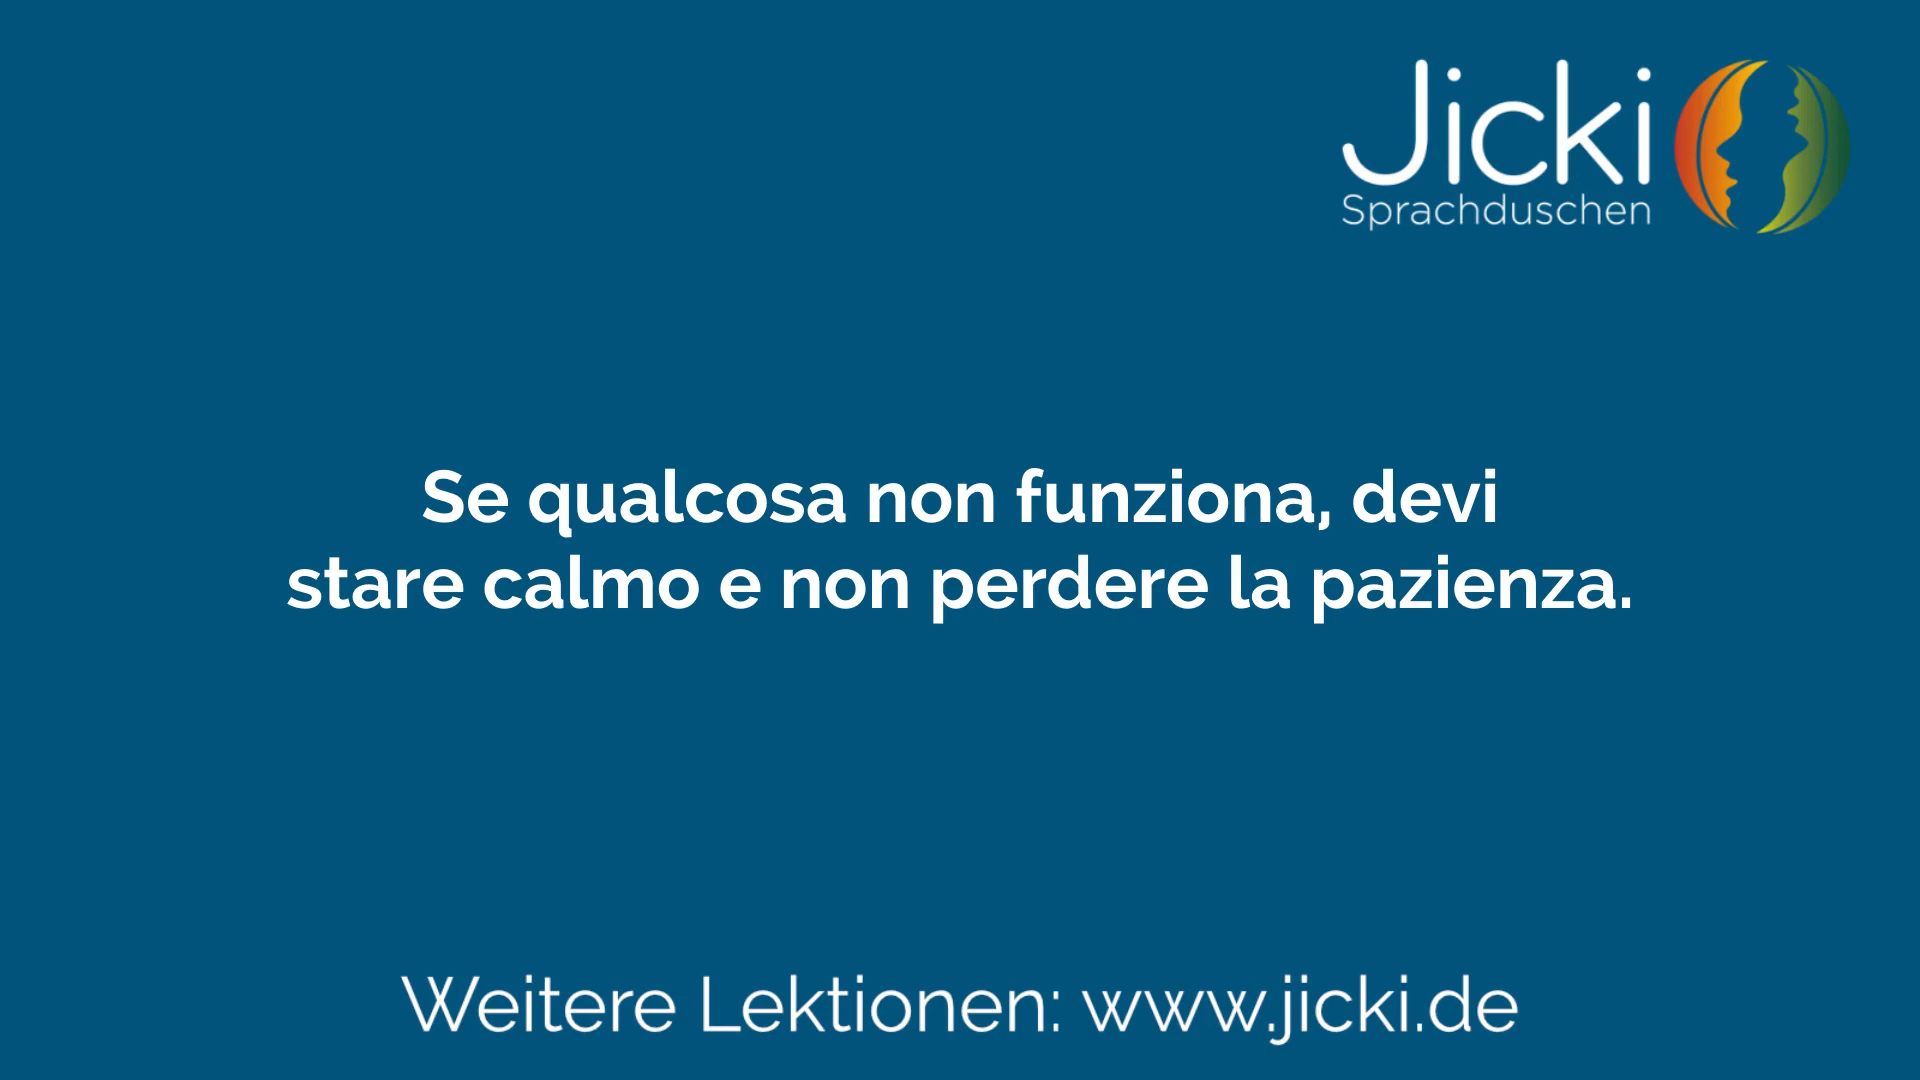 Jicki
Sprachduschen
Se qualcosa non funziona, devi
stare calmo e non perdere la pazienza.
Weitere Lektionen: www.jicki.de